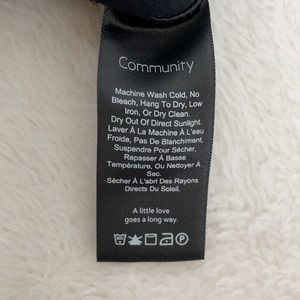 Community
Machine Wash Cold, No
Bleach, Hang To Dry, Low
Iron, Or Dry Clean.
Dry Out Of Direct Sunlight.
Laver À La Machine À L'eau
Froide, Pas De Blanchiment,
Suspendre Pour Sécher,
Repasser À Basse
Température, Ou Nettoyer À
Sec.
Sécher À L'abri Des Rayons
Directs Du Soleil.
A little love
goes a long way.